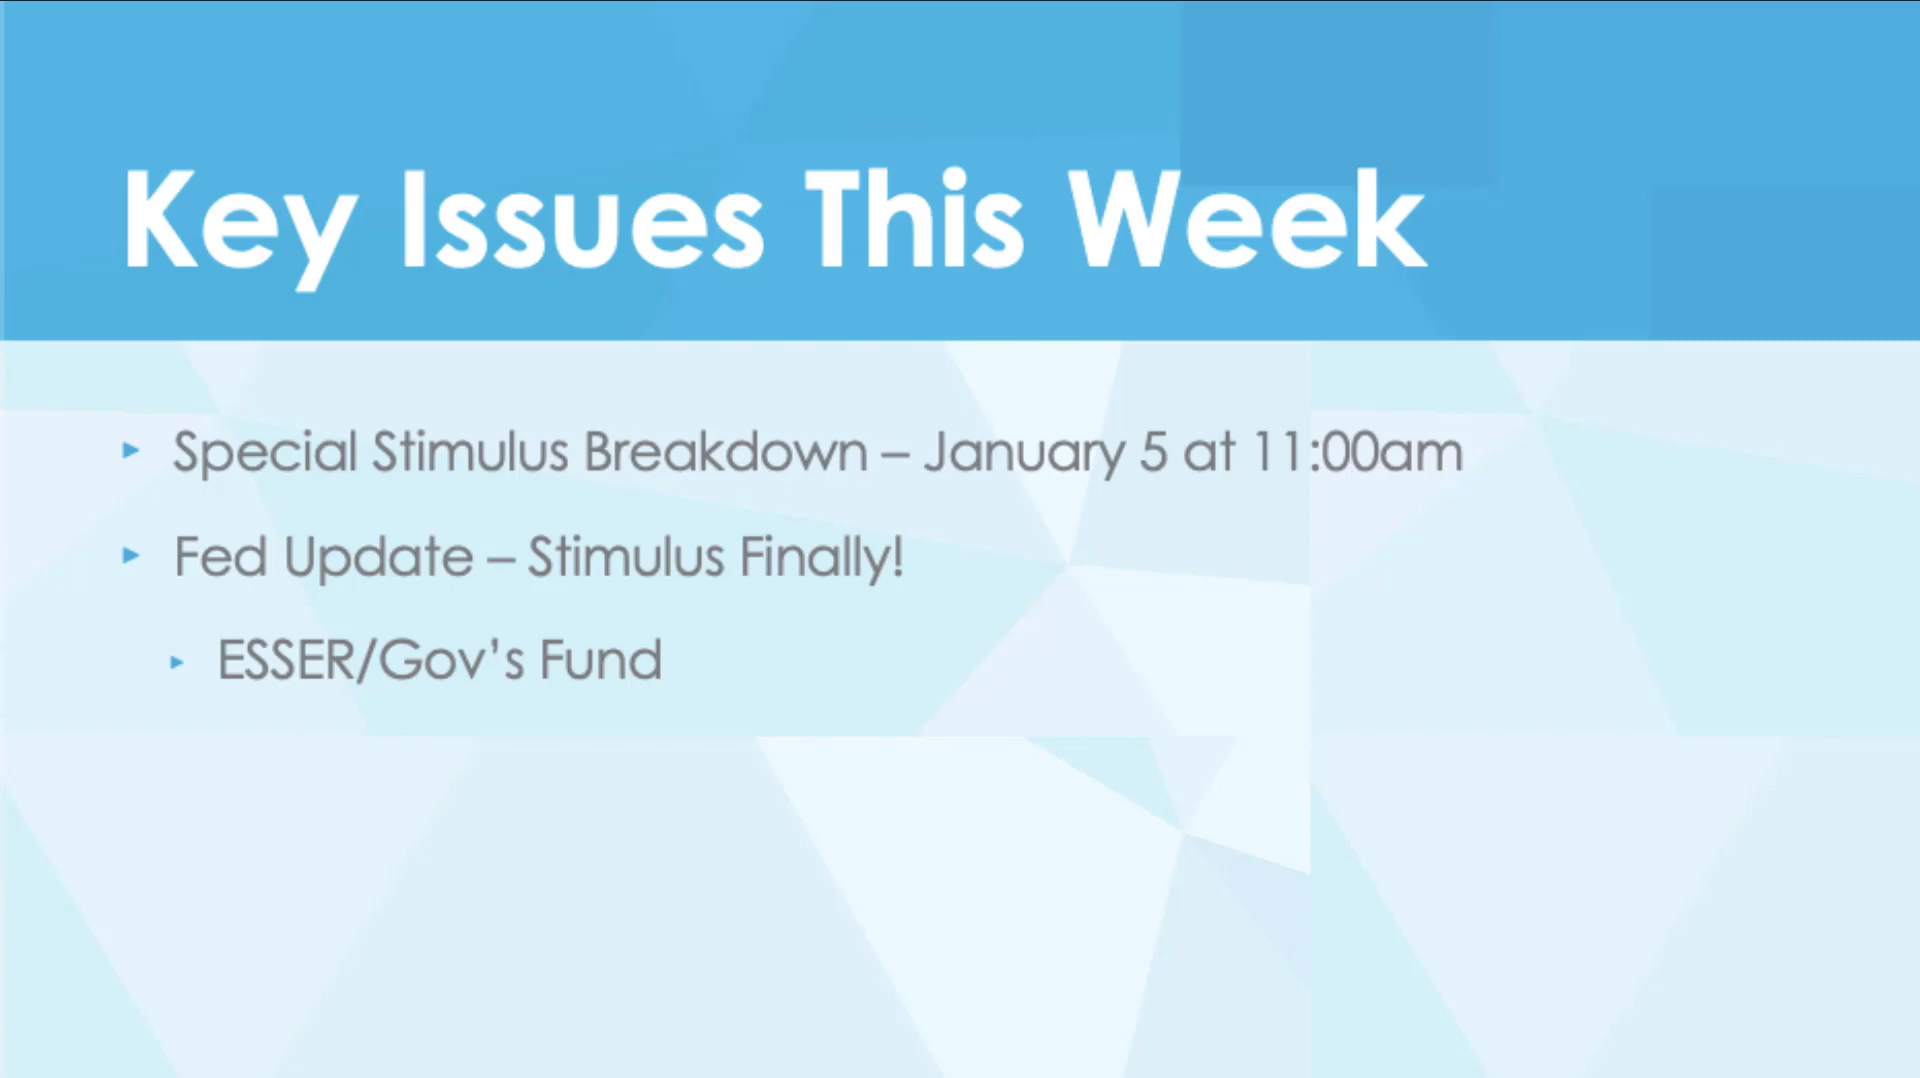 Key Issues This Week
Special Stimulus Breakdown – January 5 at 11:00am
Fed Update – Stimulus Finally!
ESSER/Gov’s Fund